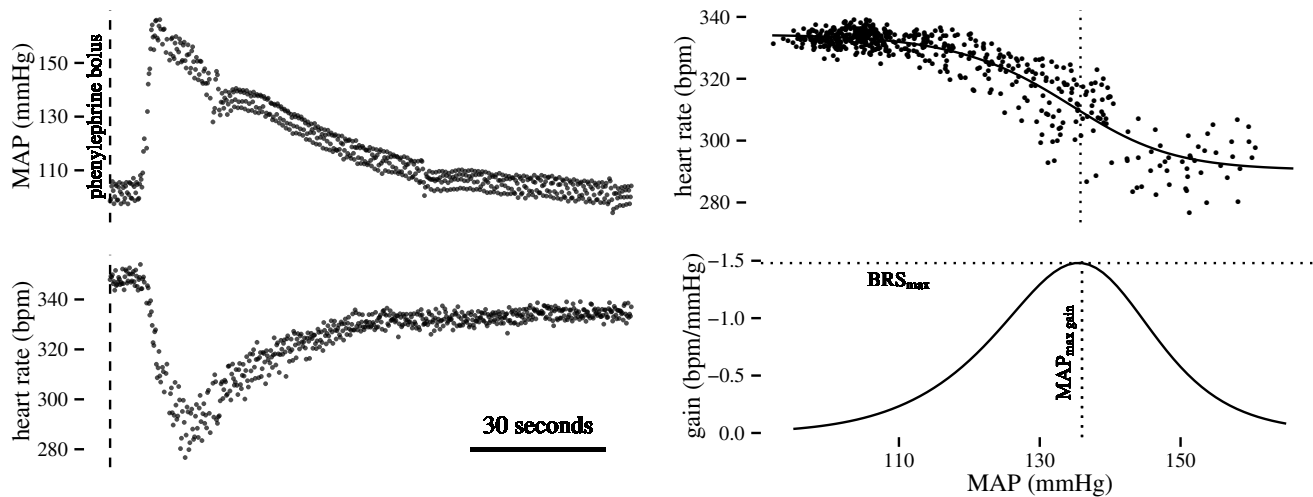 MAP (mmHg)
150
130
110
phenylephrine bolus
heart rate (bpm)
340
320
300
280
30 seconds
heart rate (bpm)
340
320
300
280
gain (bpm/mmHg)
−1.5
−1.0
−0.5
0.0
BRSmax
MAPmax gain
110 130 150
MAP (mmHg)